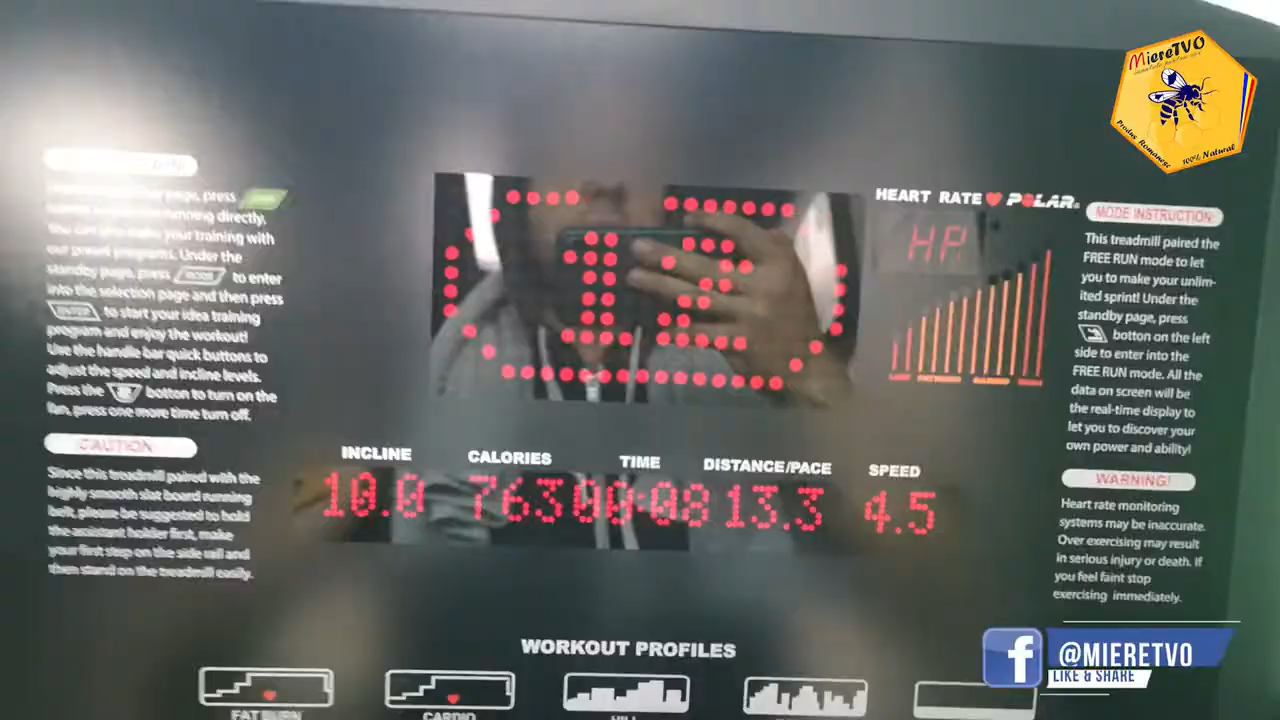 MiereTVO
Produs Romanesc
100% Natural
page, press
running directly.
You can also make your training with
our preset programs. Under the
standby page, press MODE to enter
into the selection page and then press
ENTER to start your idea training
program and enjoy the workout!
Use the handle bar quick buttons to
adjust the speed and incline levels.
Press the botton to turn on the
fan, press one more time turn off.
CAUTION
Since this treadmill paired with the
highly smooth slat board running
belt, please be suggested to hold
the assistant holder first, make
your first step on the side rail and
then stand on the treadmill easily.
12
HEART RATE POLAR
HP
INCLINE CALORIES TIME DISTANCE/PACE SPEED
10.0 763 00:08 13.3 4.5
MODE INSTRUCTION:
This treadmill paired the
FREE RUN mode to let
you to make your unlim-
ited sprint! Under the
standby page, press
botton on the left
side to enter into the
FREE RUN mode. All the
data on screen will be
the real-time display to
let you to discover your
own power and ability!
WARNING!
Heart rate monitoring
systems may be inaccurate.
Over exercising may result
in serious injury or death. If
you feel faint stop
exercising immediately.
WORKOUT PROFILES
FAT BURN CARDIO HILL
f @MIERETVO
LIKE & SHARE